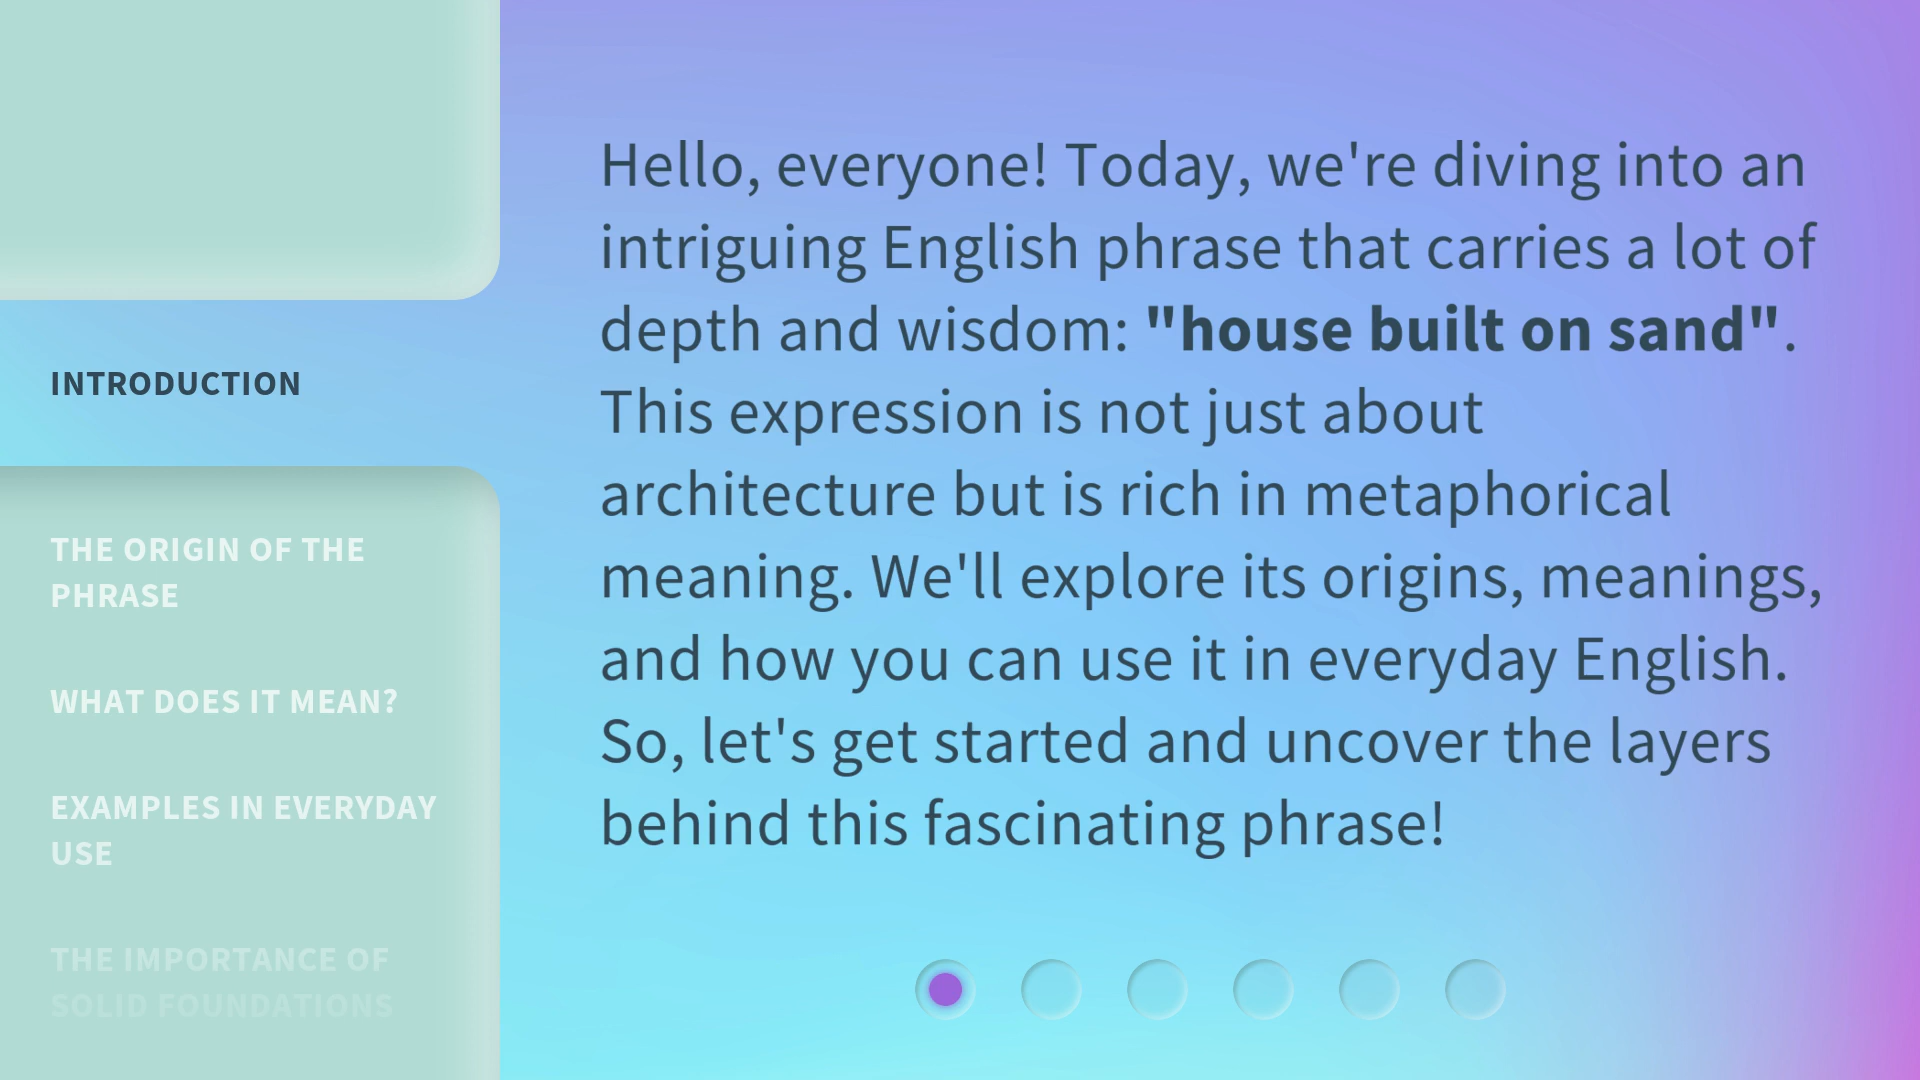 INTRODUCTION
THE ORIGIN OF THE
PHRASE
WHAT DOES IT MEAN?
EXAMPLES IN EVERYDAY
USE
THE IMPORTANCE OF
SOLID FOUNDATIONS
Hello, everyone! Today, we're diving into an
intriguing English phrase that carries a lot of
depth and wisdom: "house built on sand".
This expression is not just about
architecture but is rich in metaphorical
meaning. We'll explore its origins, meanings,
and how you can use it in everyday English.
So, let's get started and uncover the layers
behind this fascinating phrase!